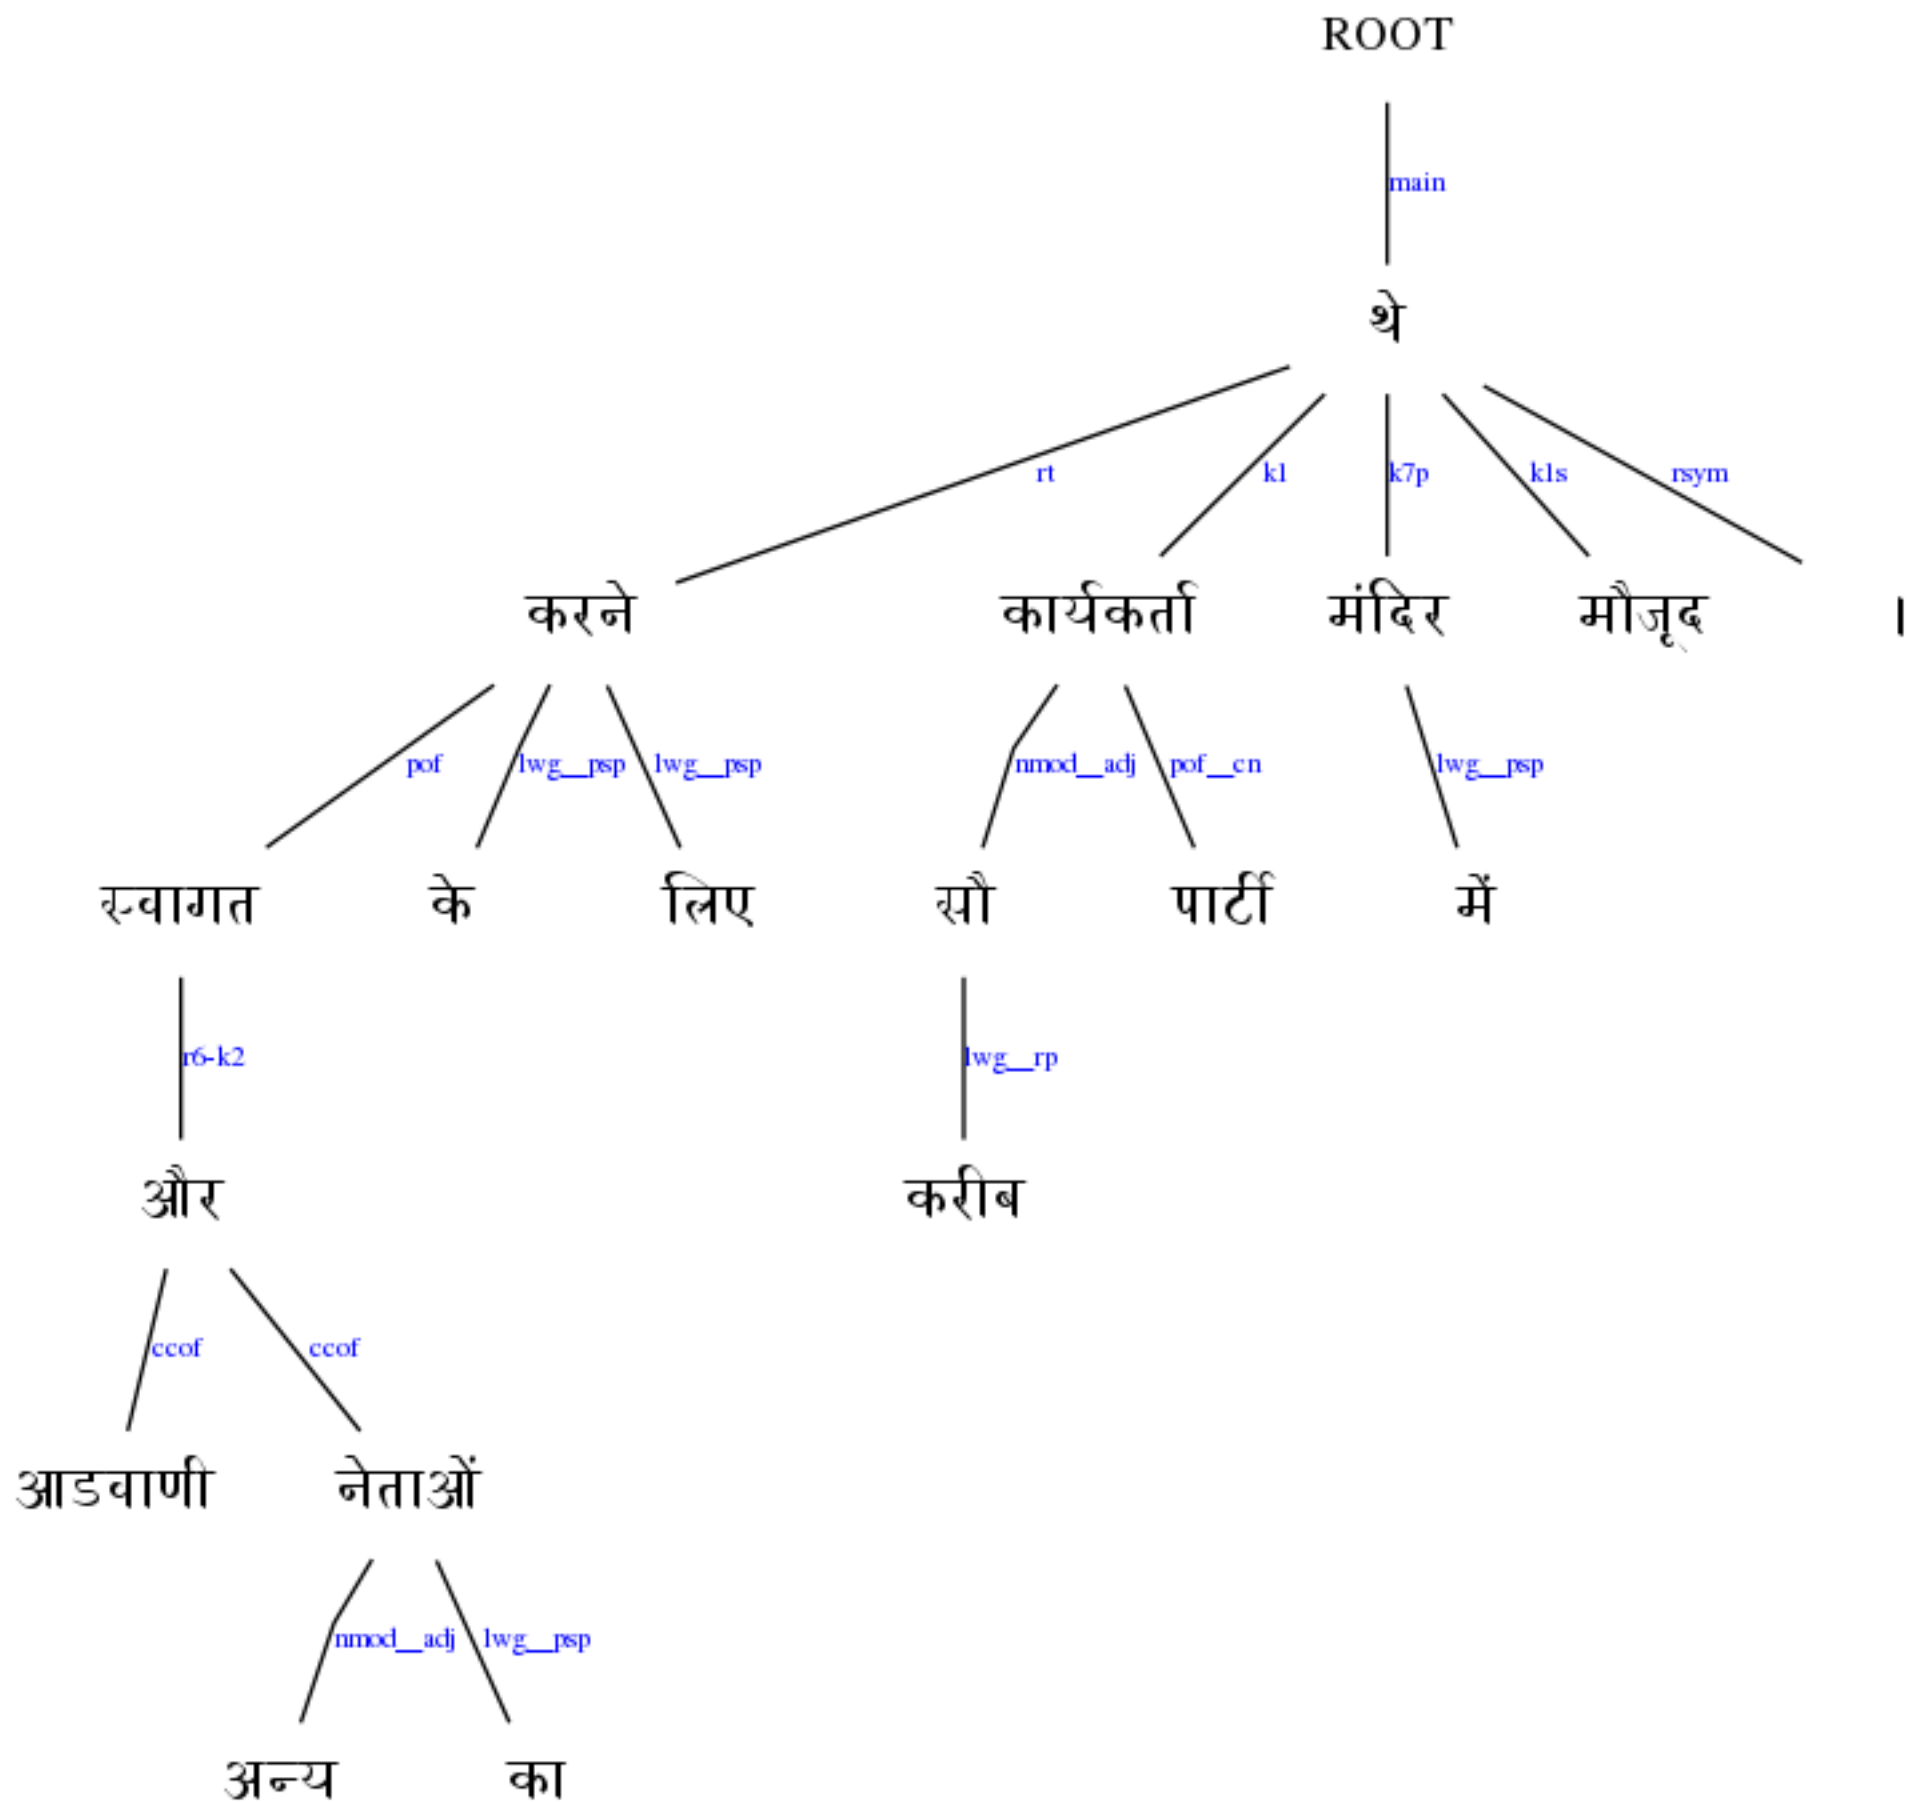 ROOT
main
थे
rt k1 k7p k1s rsym
करने कार्यकर्ता मंदिर मौजूद ।
pof lwg__psp lwg__psp nmod__adj pof__cn lwg__psp
स्वागत के लिए सौ पार्टी में
r6-k2 lwg__rp
और करीब
ccof ccof
आडवाणी नेताओं
nmod__adj lwg__psp
अन्य का